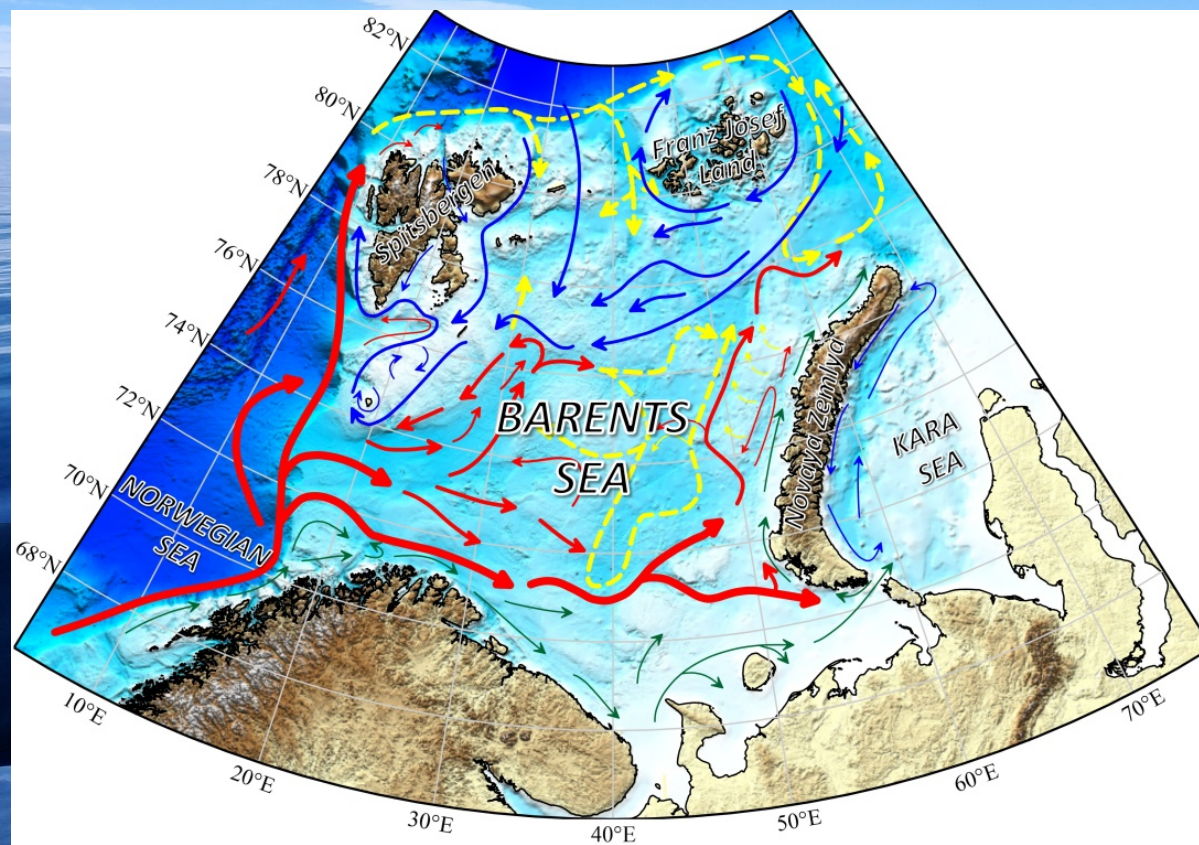 82°N
80°N
78°N
76°N
74°N
72°N
70°N
68°N
Franz Josef
Land
Spitsbergen
BARENTS
SEA
Novaya Zemlya
KARA
SEA
NORWEGIAN
SEA
10°E
20°E
30°E
40°E
50°E
60°E
70°E